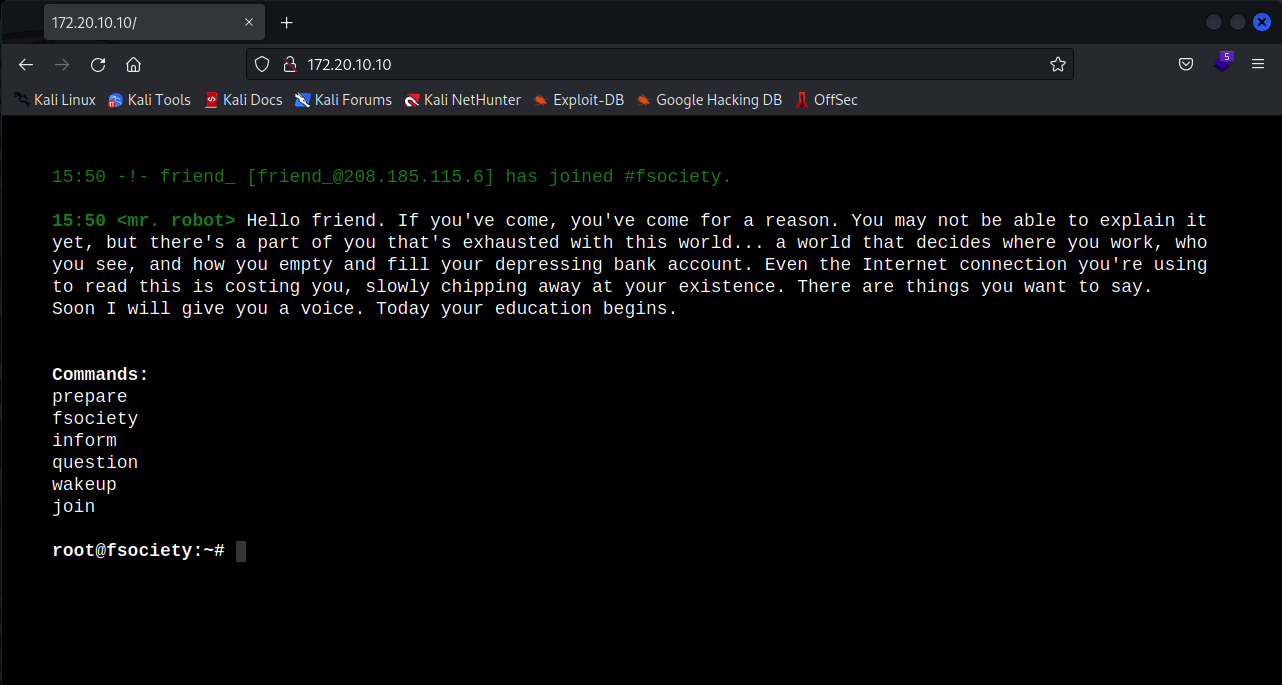 172.20.10.10/
172.20.10.10
5
Kali Linux Kali Tools Kali Docs Kali Forums Kali NetHunter Exploit-DB Google Hacking DB OffSec
15:50 -!- friend_ [friend_@208.185.115.6] has joined #fsociety.
15:50 <mr. robot> Hello friend. If you've come, you've come for a reason. You may not be able to explain it
yet, but there's a part of you that's exhausted with this world... a world that decides where you work, who
you see, and how you empty and fill your depressing bank account. Even the Internet connection you're using
to read this is costing you, slowly chipping away at your existence. There are things you want to say.
Soon I will give you a voice. Today your education begins.
Commands:
prepare
fsociety
inform
question
wakeup
join
root@fsociety:~#